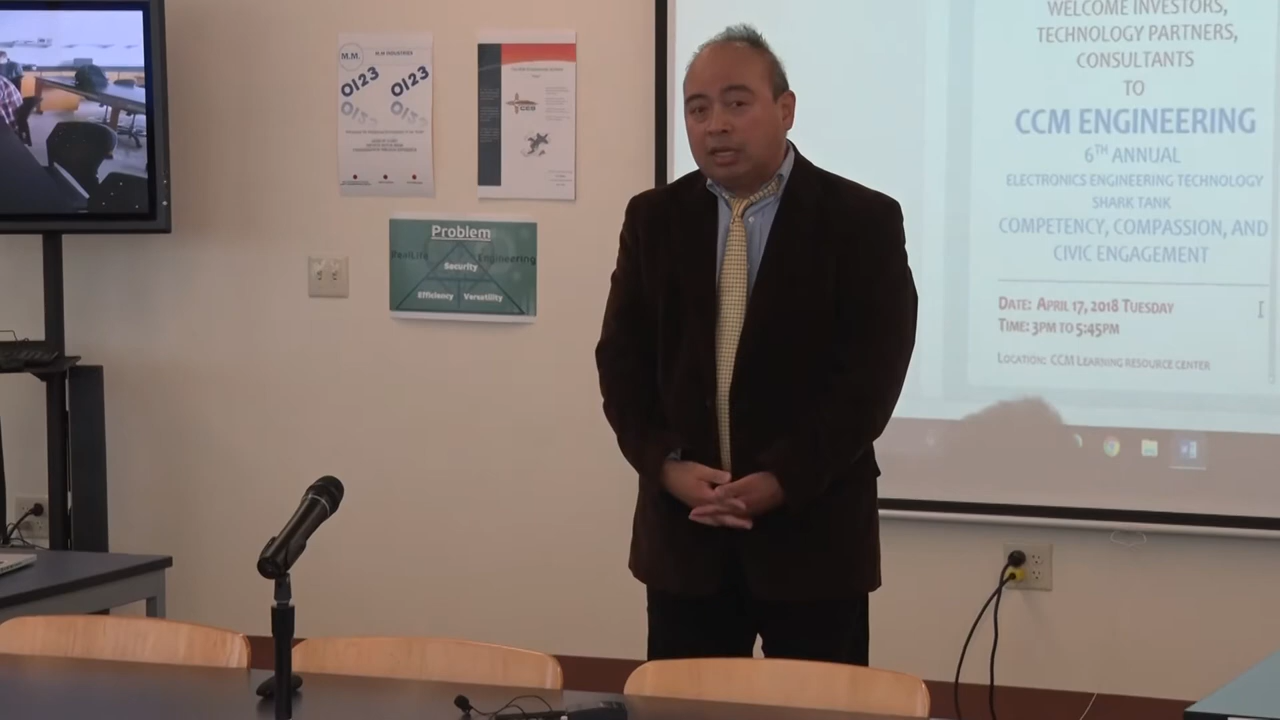 M.M.
M.M INDUSTRIES
0123
0123
Problem
Security
Efficiency
Versatility
WELCOME INVESTORS,
TECHNOLOGY PARTNERS,
CONSULTANTS
TO
CCM ENGINEERING
6TH ANNUAL
ELECTRONICS ENGINEERING TECHNOLOGY
SHARK TANK
COMPETENCY, COMPASSION, AND
CIVIC ENGAGEMENT
DATE: APRIL 17, 2018 TUESDAY
TIME: 3PM TO 5:45PM
LOCATION: CCM LEARNING RESOURCE CENTER